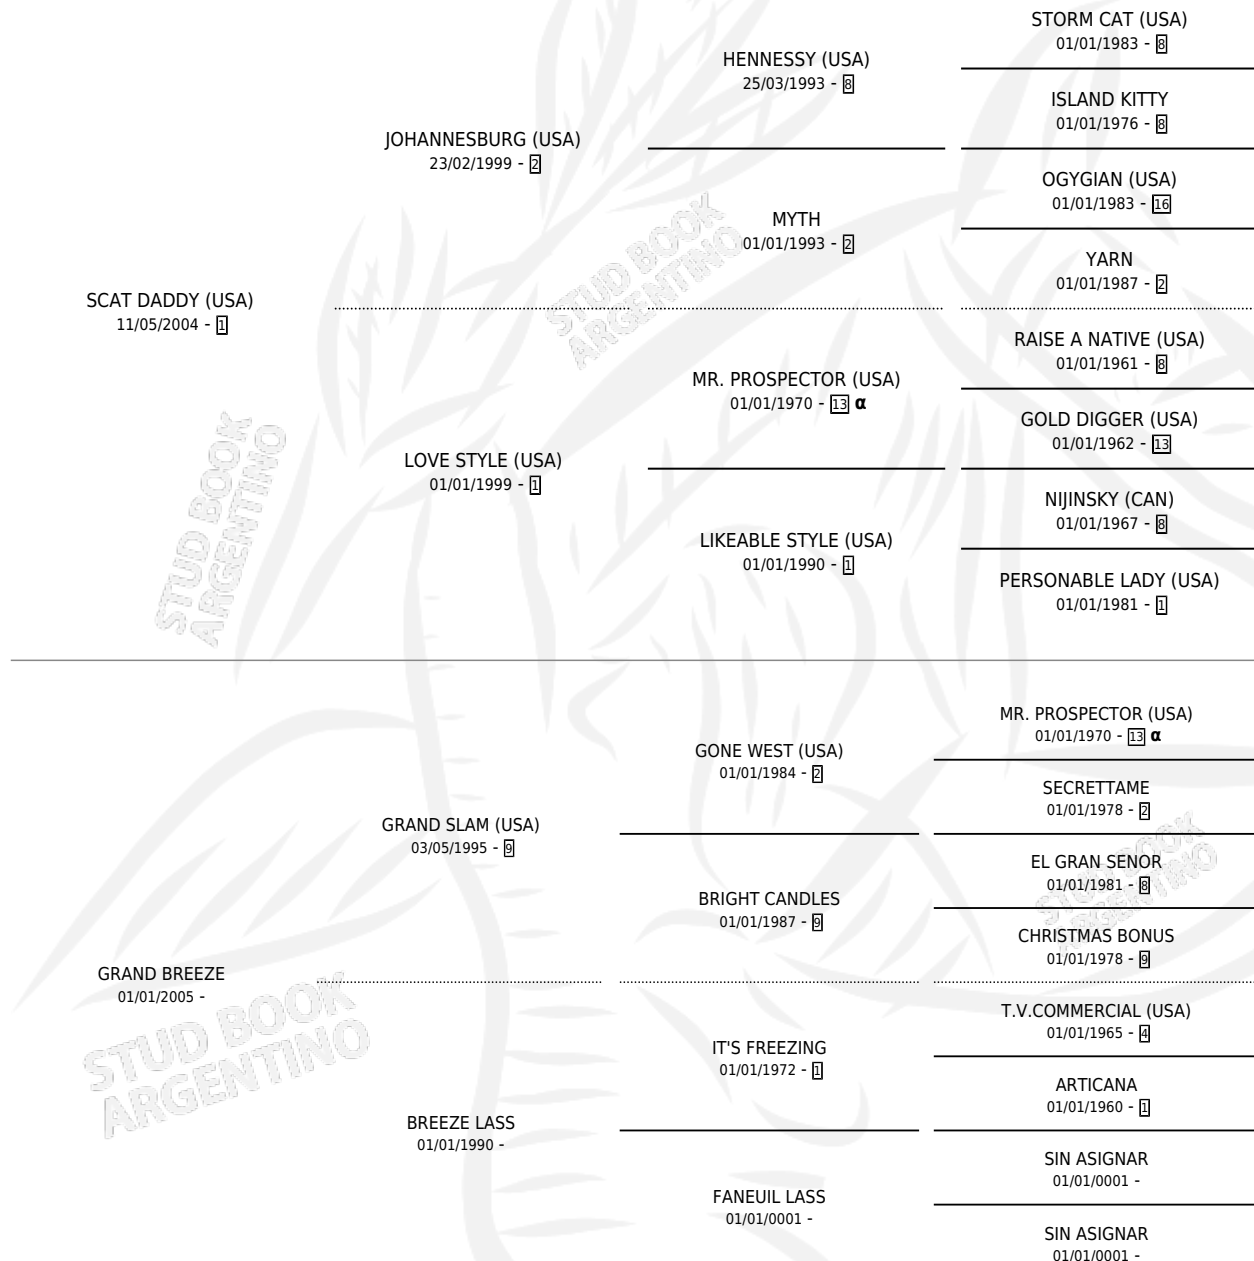 STORM CAT (USA)
01/01/1983 - 8
HENNESSY (USA)
25/03/1993 - 8
ISLAND KITTY
01/01/1976 - 8
JOHANNESBURG (USA)
23/02/1999 - 2
OGYGIAN (USA)
01/01/1983 - 16
MYTH
01/01/1993 - 2
YARN
01/01/1987 - 2
SCAT DADDY (USA)
11/05/2004 - 1
RAISE A NATIVE (USA)
01/01/1961 - 8
MR. PROSPECTOR (USA)
01/01/1970 - 13 α
GOLD DIGGER (USA)
01/01/1962 - 13
LOVE STYLE (USA)
01/01/1999 - 1
NIJINSKY (CAN)
01/01/1967 - 8
LIKEABLE STYLE (USA)
01/01/1990 - 1
PERSONABLE LADY (USA)
01/01/1981 - 1
MR. PROSPECTOR (USA)
01/01/1970 - 13 α
GONE WEST (USA)
01/01/1984 - 2
SECRETTAME
01/01/1978 - 2
GRAND SLAM (USA)
03/05/1995 - 9
EL GRAN SENOR
01/01/1981 - 8
BRIGHT CANDLES
01/01/1987 - 9
CHRISTMAS BONUS
01/01/1978 - 9
GRAND BREEZE
01/01/2005 -
T.V.COMMERCIAL (USA)
01/01/1965 - 4
IT'S FREEZING
01/01/1972 - 1
ARTICANA
01/01/1960 - 1
BREEZE LASS
01/01/1990 -
SIN ASIGNAR
01/01/0001 -
FANEUIL LASS
01/01/0001 -
SIN ASIGNAR
01/01/0001 -
STUD BOOK
ARGENTINO
STUD BOOK
ARGENTINO
STUD BOOK
ARGENTINO
STUD BOOK
ARGENTINO